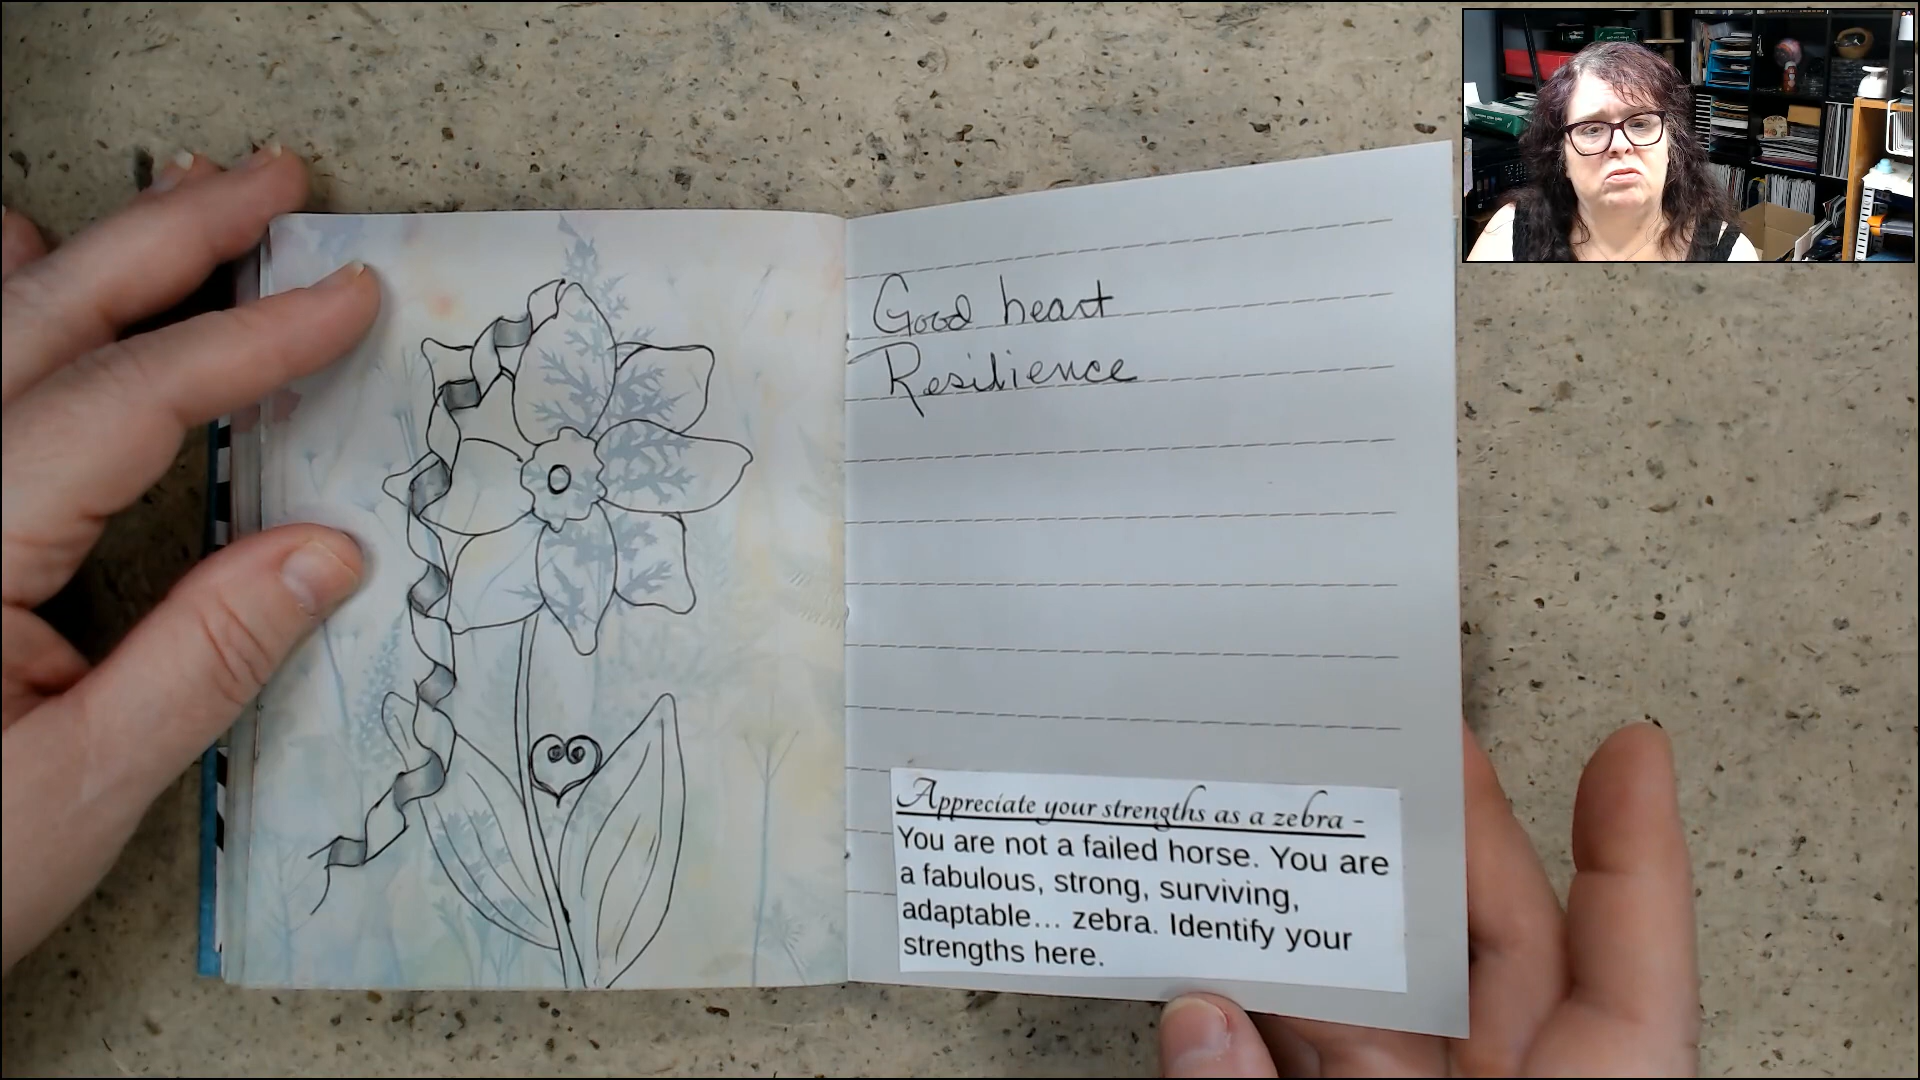 Good heart
Resilience
Appreciate your strengths as a zebra -
You are not a failed horse. You are
a fabulous, strong, surviving,
adaptable... zebra. Identify your
strengths here.